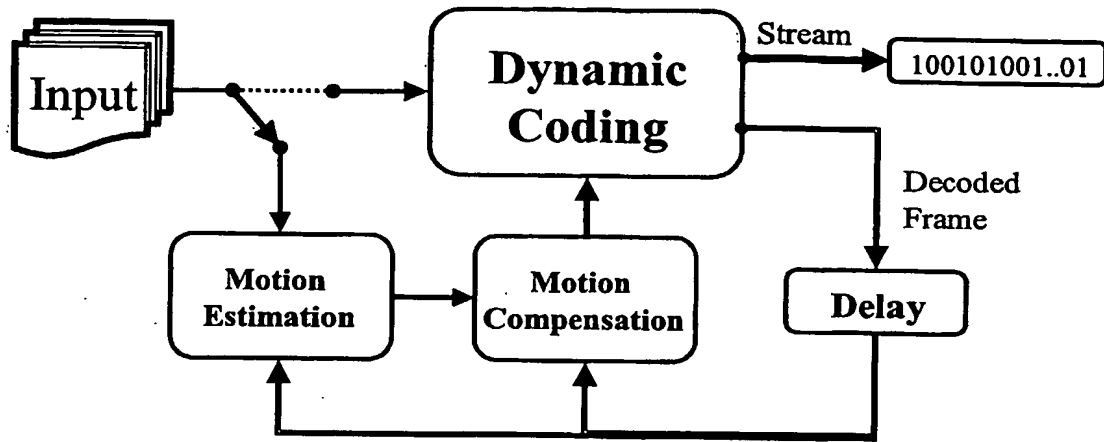 Input
Dynamic
Coding
Stream
100101001..01
Decoded
Frame
Motion
Estimation
Motion
Compensation
Delay